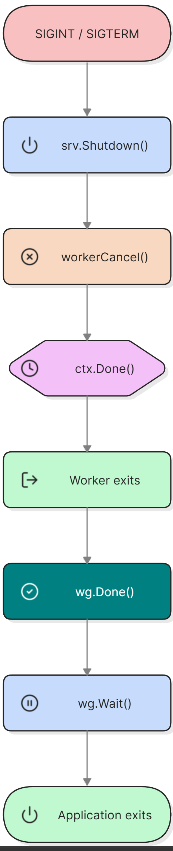 SIGINT / SIGTERM
srv.Shutdown()
workerCancel()
ctx.Done()
Worker exits
wg.Done()
wg.Wait()
Application exits